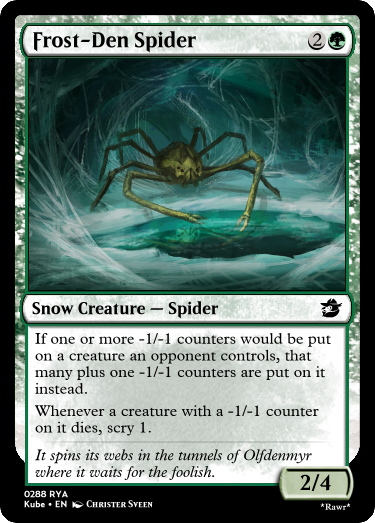 Frost-Den Spider 2
Snow Creature — Spider
If one or more -1/-1 counters would be put
on a creature an opponent controls, that
many plus one -1/-1 counters are put on it
instead.
Whenever a creature with a -1/-1 counter
on it dies, scry 1.
It spins its webs in the tunnels of Olfdenmyr
where it waits for the foolish.
2/4
0288 RYA
Kube • EN Christer Sveen
*Rawr*